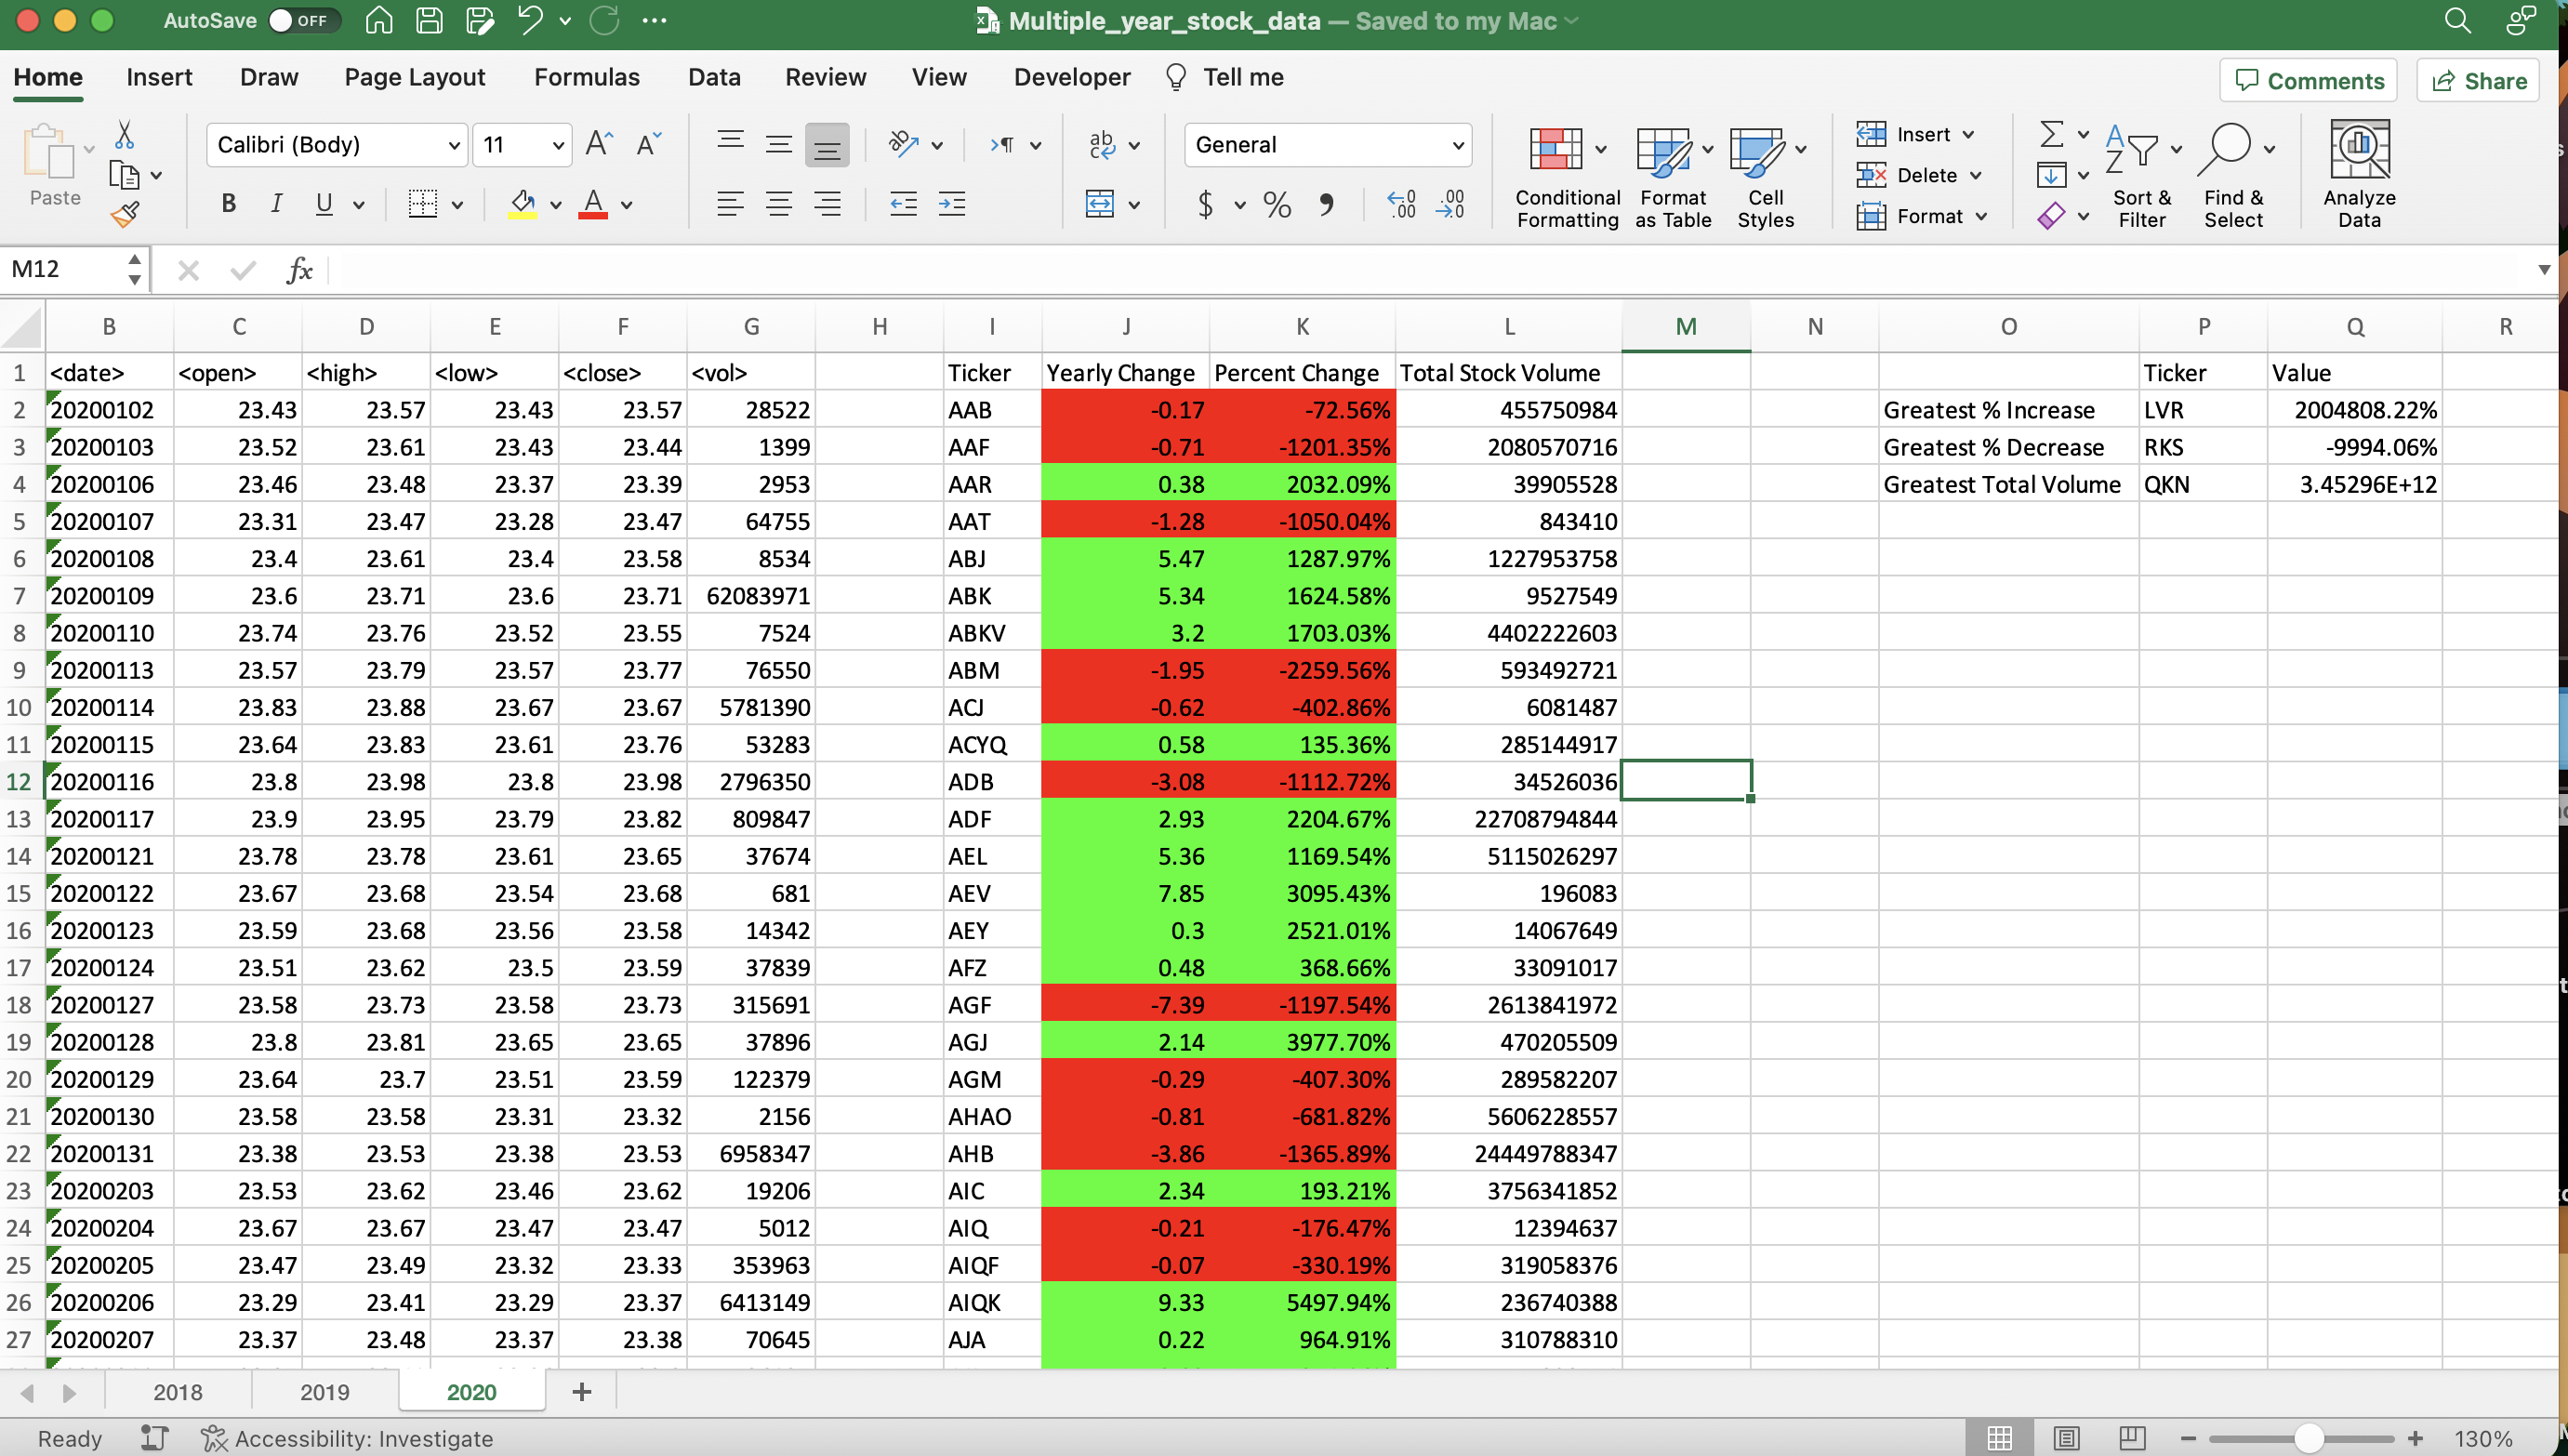 AutoSave OFF Multiple_year_stock_data — Saved to my Mac
Home Insert Draw Page Layout Formulas Data Review View Developer Tell me Comments Share
Paste Calibri (Body) 11 General Conditional Formatting Format as Table Cell Styles Insert Delete Format Sort & Filter Find & Select Analyze Data
M12 fx
B C D E F G H I J K L M N O P Q R
1 <date> <open> <high> <low> <close> <vol> Ticker Yearly Change Percent Change Total Stock Volume Ticker Value
2 20200102 23.43 23.57 23.43 23.57 28522 AAB -0.17 -72.56% 455750984 Greatest % Increase LVR 2004808.22%
3 20200103 23.52 23.61 23.43 23.44 1399 AAF -0.71 -1201.35% 2080570716 Greatest % Decrease RKS -9994.06%
4 20200106 23.46 23.48 23.37 23.39 2953 AAR 0.38 2032.09% 39905528 Greatest Total Volume QKN 3.45296E+12
5 20200107 23.31 23.47 23.28 23.47 64755 AAT -1.28 -1050.04% 843410
6 20200108 23.4 23.61 23.4 23.58 8534 ABJ 5.47 1287.97% 1227953758
7 20200109 23.6 23.71 23.6 23.71 62083971 ABK 5.34 1624.58% 9527549
8 20200110 23.74 23.76 23.52 23.55 7524 ABKV 3.2 1703.03% 4402222603
9 20200113 23.57 23.79 23.57 23.77 76550 ABM -1.95 -2259.56% 593492721
10 20200114 23.83 23.88 23.67 23.67 5781390 ACJ -0.62 -402.86% 6081487
11 20200115 23.64 23.83 23.61 23.76 53283 ACYQ 0.58 135.36% 285144917
12 20200116 23.8 23.98 23.8 23.98 2796350 ADB -3.08 -1112.72% 34526036
13 20200117 23.9 23.95 23.79 23.82 809847 ADF 2.93 2204.67% 22708794844
14 20200121 23.78 23.78 23.61 23.65 37674 AEL 5.36 1169.54% 5115026297
15 20200122 23.67 23.68 23.54 23.68 681 AEV 7.85 3095.43% 196083
16 20200123 23.59 23.68 23.56 23.58 14342 AEY 0.3 2521.01% 14067649
17 20200124 23.51 23.62 23.5 23.59 37839 AFZ 0.48 368.66% 33091017
18 20200127 23.58 23.73 23.58 23.73 315691 AGF -7.39 -1197.54% 2613841972
19 20200128 23.8 23.81 23.65 23.65 37896 AGJ 2.14 3977.70% 470205509
20 20200129 23.64 23.7 23.51 23.59 122379 AGM -0.29 -407.30% 289582207
21 20200130 23.58 23.58 23.31 23.32 2156 AHAO -0.81 -681.82% 5606228557
22 20200131 23.38 23.53 23.38 23.53 6958347 AHB -3.86 -1365.89% 24449788347
23 20200203 23.53 23.62 23.46 23.62 19206 AIC 2.34 193.21% 3756341852
24 20200204 23.67 23.67 23.47 23.47 5012 AIQ -0.21 -176.47% 12394637
25 20200205 23.47 23.49 23.32 23.33 353963 AIQF -0.07 -330.19% 319058376
26 20200206 23.29 23.41 23.29 23.37 6413149 AIQK 9.33 5497.94% 236740388
27 20200207 23.37 23.48 23.37 23.38 70645 AJA 0.22 964.91% 310788310
2018 2019 2020
Ready Accessibility: Investigate 130%